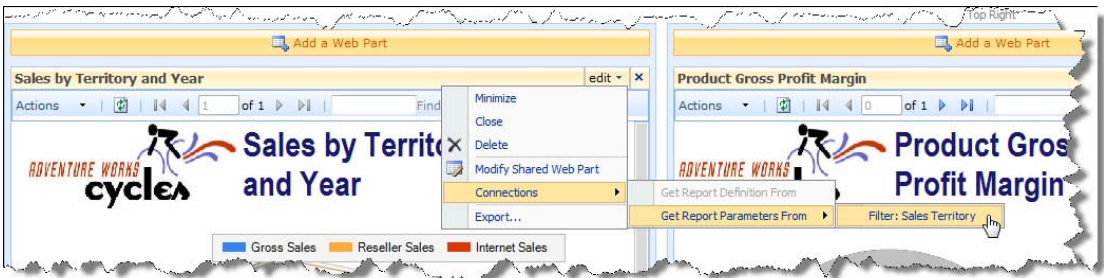 Top Right
Add a Web Part
Add a Web Part
Sales by Territory and Year
edit
Product Gross Profit Margin
Actions
1
of 1
Find
Actions
0
of 1
Minimize
Close
Delete
Modify Shared Web Part
Connections
Export...
Get Report Definition From
Get Report Parameters From
Filter: Sales Territory
ADVENTURE WORKS
cycles
Sales by Territo
and Year
ADVENTURE WORKS
cycles
Product Gros
Profit Margin
Gross Sales
Reseller Sales
Internet Sales